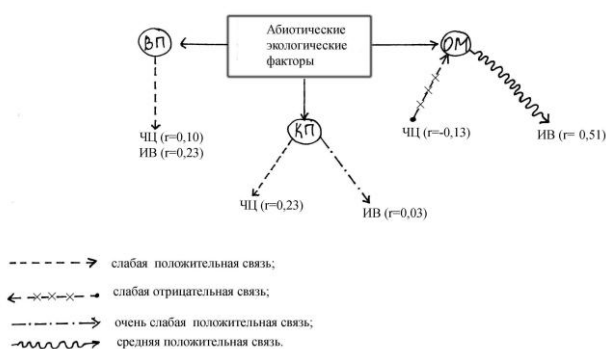 Абиотические
экологические
факторы
ВП
ОМ
КП
ЧЦ (r=0,10)
ИВ (r=0,23)
ЧЦ (r=-0,13)
ИВ (r= 0,51)
ЧЦ (r=0,23)
ИВ (r=0,03)
слабая положительная связь;
слабая отрицательная связь;
очень слабая положительная связь;
средняя положительная связь.